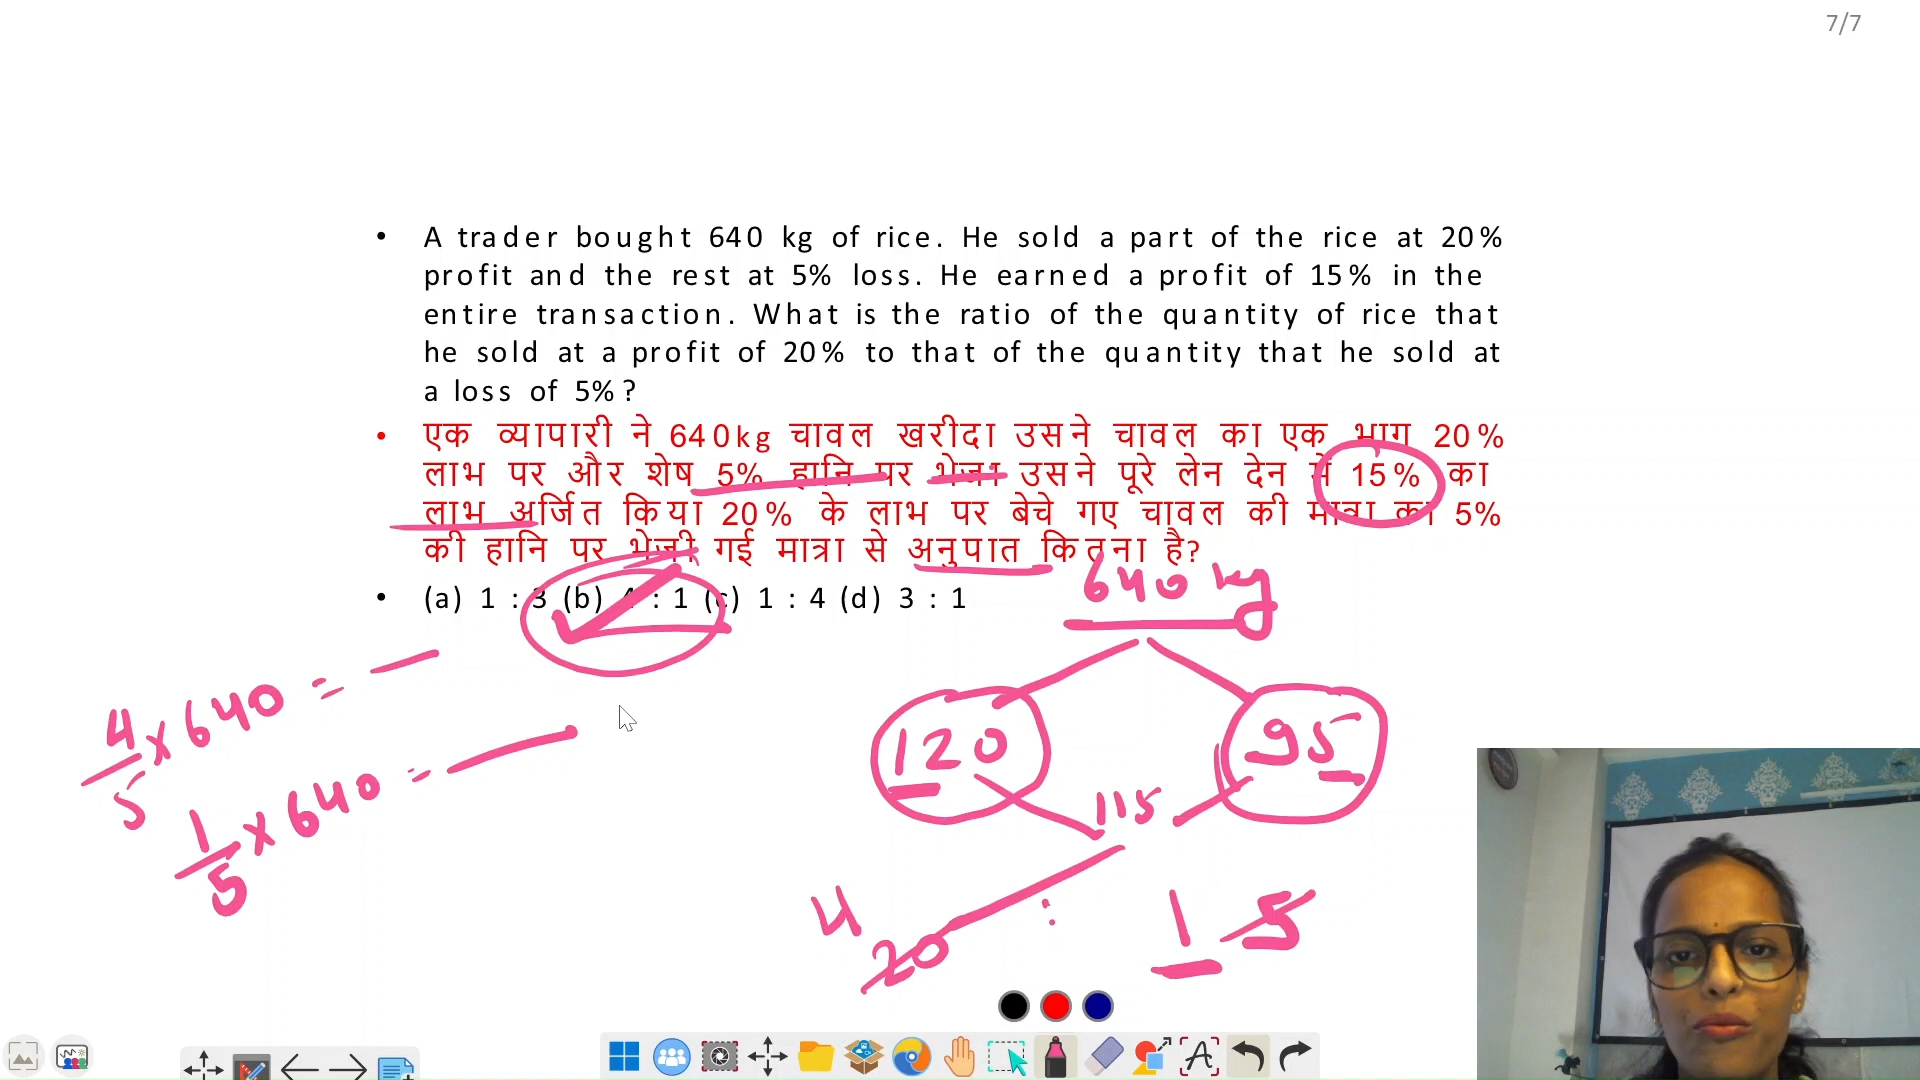 7/7
• A trader bought 640 kg of rice. He sold a part of the rice at 20%
profit and the rest at 5% loss. He earned a profit of 15% in the
entire transaction. What is the ratio of the quantity of rice that
he sold at a profit of 20% to that of the quantity that he sold at
a loss of 5%?
• एक व्यापारी ने 640kg चावल खरीदा उसने चावल का एक भाग 20%
लाभ पर और शेष 5% हानि पर भेजा उसने पूरे लेन देन में 15% का
लाभ अर्जित किया 20% के लाभ पर बेचे गए चावल की मात्रा का 5%
की हानि पर भेजी गई मात्रा से अनुपात कितना है?
• (a) 1 : 3 (b) 4 : 1 (c) 1 : 4 (d) 3 : 1
640 kg
4/5 × 640 =
120 95
1/5 × 640 =
115
4 : 1 5
20